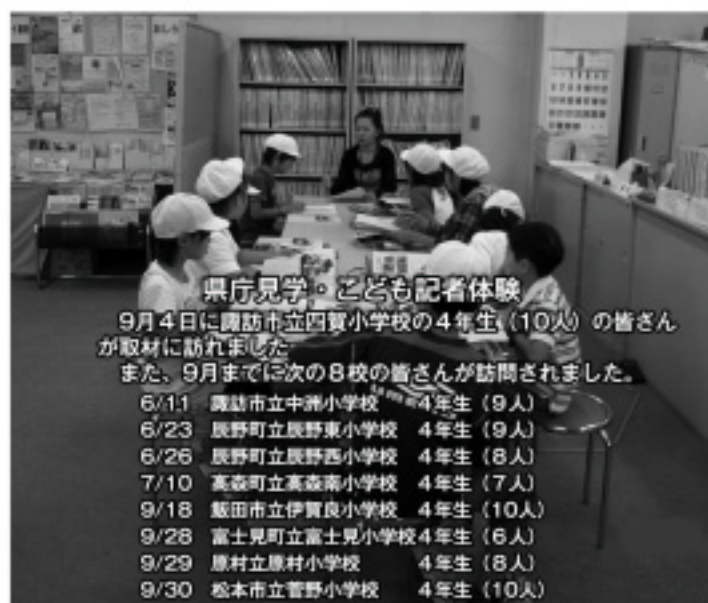 県庁見学・こども記者体験
9月4日に諏訪市立四賀小学校の4年生（10人）の皆さん
が取材に訪れました
また、9月までに次の8校の皆さんが訪問されました。
6/11 諏訪市立中洲小学校 4年生（9人）
6/23 辰野町立辰野東小学校 4年生（9人）
6/26 辰野町立辰野西小学校 4年生（8人）
7/10 高森町立高森南小学校 4年生（7人）
9/18 飯田市立伊賀良小学校 4年生（10人）
9/28 富士見町立富士見小学校4年生（6人）
9/29 原村立原村小学校 4年生（8人）
9/30 松本市立菅野小学校 4年生（10人）